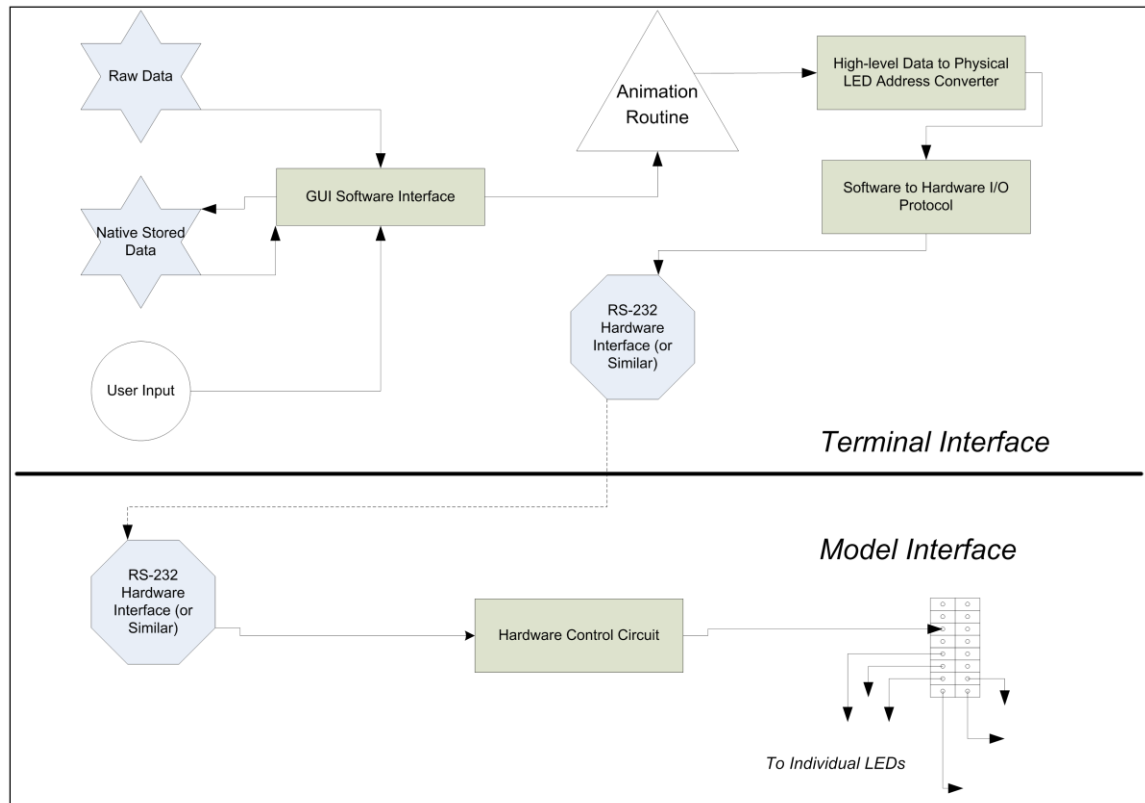 Raw Data
Animation
Routine
High-level Data to Physical
LED Address Converter
GUI Software Interface
Software to Hardware I/O
Protocol
Native Stored
Data
RS-232
Hardware
Interface (or
Similar)
User Input
Terminal Interface
Model Interface
RS-232
Hardware
Interface (or
Similar)
Hardware Control Circuit
To Individual LEDs